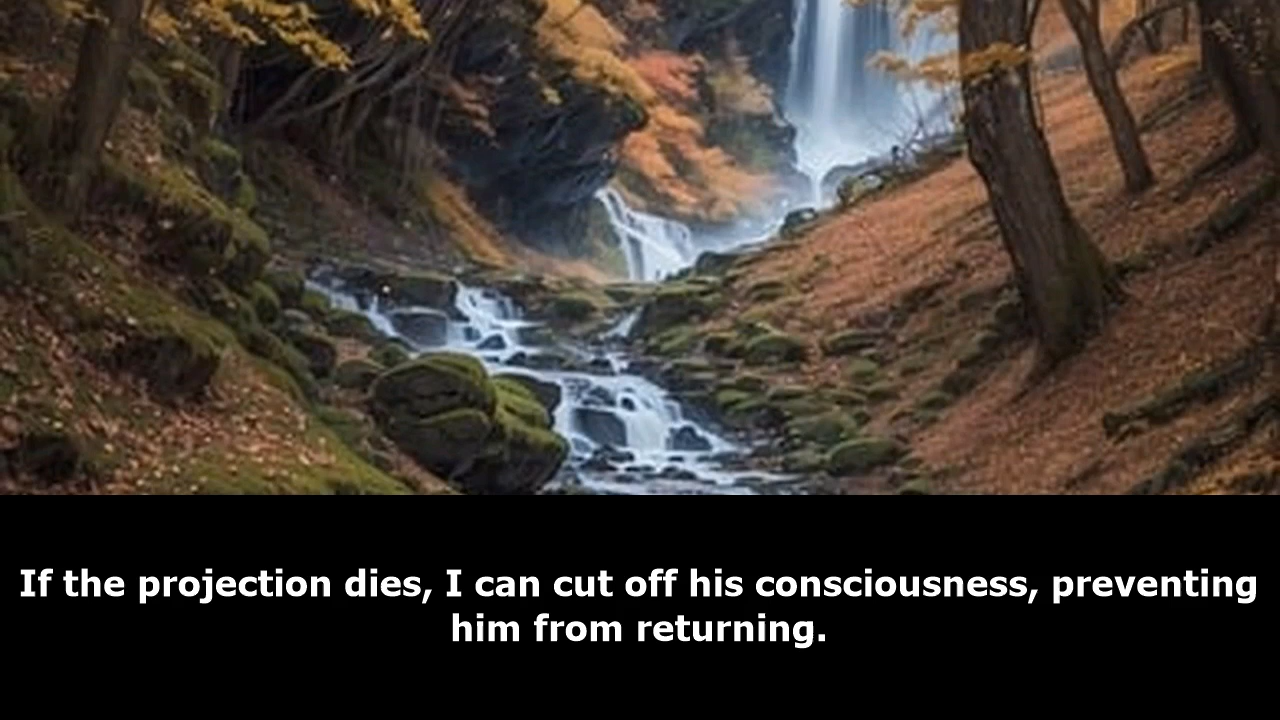 If the projection dies, I can cut off his consciousness, preventing
him from returning.